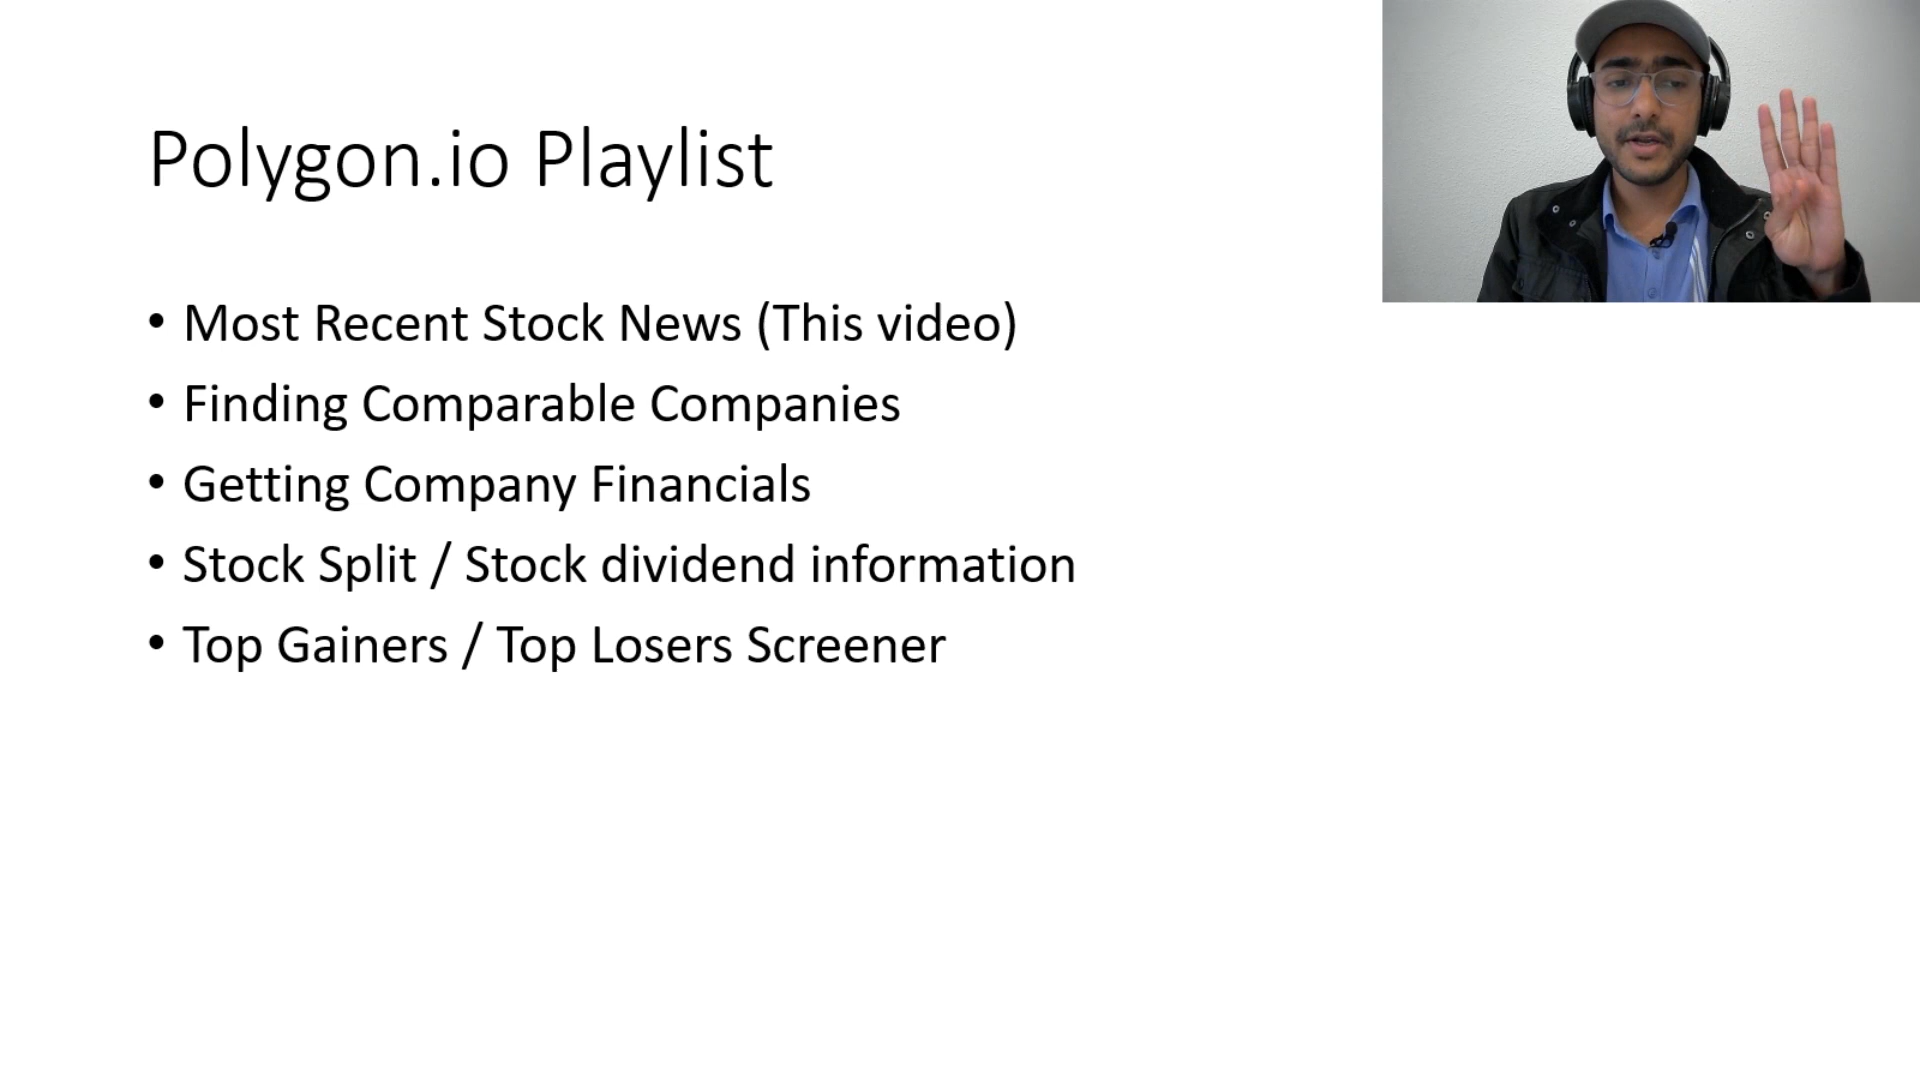 Polygon.io Playlist
• Most Recent Stock News (This video)
• Finding Comparable Companies
• Getting Company Financials
• Stock Split / Stock dividend information
• Top Gainers / Top Losers Screener